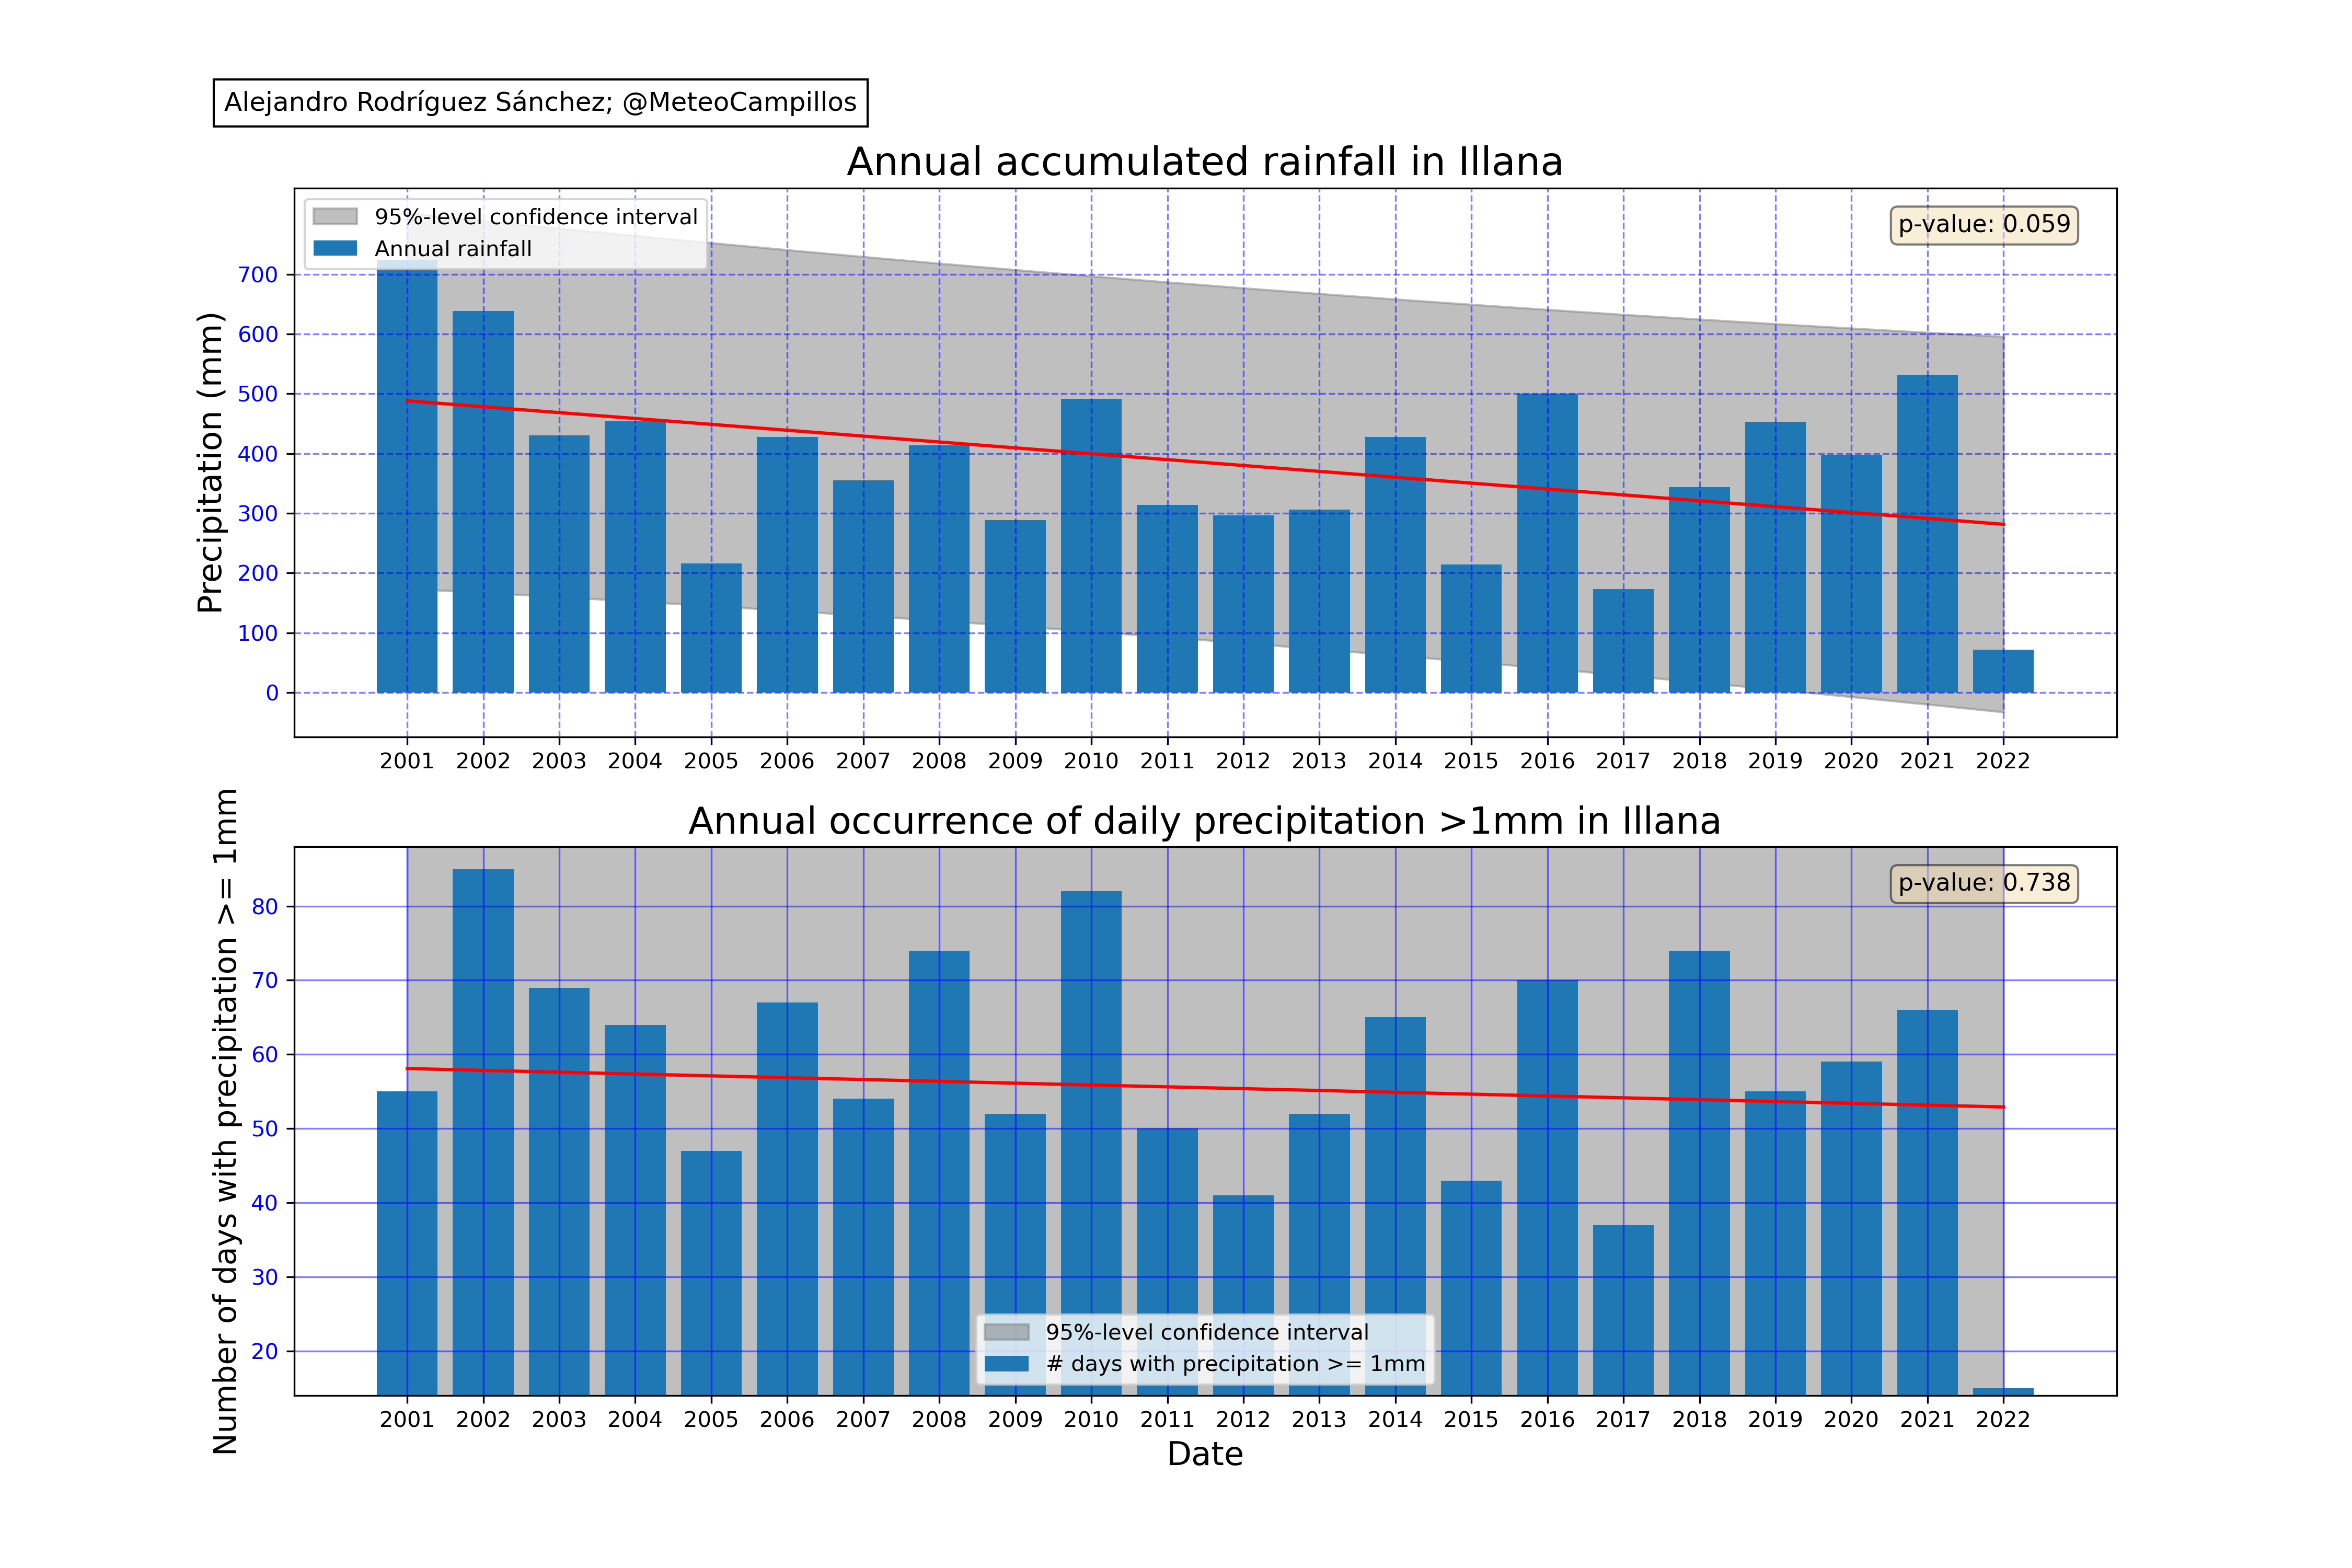 Alejandro Rodríguez Sánchez; @MeteoCampillos
Annual accumulated rainfall in Illana
95%-level confidence interval
Annual rainfall
p-value: 0.059
Precipitation (mm)
700
600
500
400
300
200
100
0
2001 2002 2003 2004 2005 2006 2007 2008 2009 2010 2011 2012 2013 2014 2015 2016 2017 2018 2019 2020 2021 2022
Annual occurrence of daily precipitation >1mm in Illana
p-value: 0.738
Number of days with precipitation >= 1mm
80
70
60
50
40
30
20
95%-level confidence interval
# days with precipitation >= 1mm
2001 2002 2003 2004 2005 2006 2007 2008 2009 2010 2011 2012 2013 2014 2015 2016 2017 2018 2019 2020 2021 2022
Date